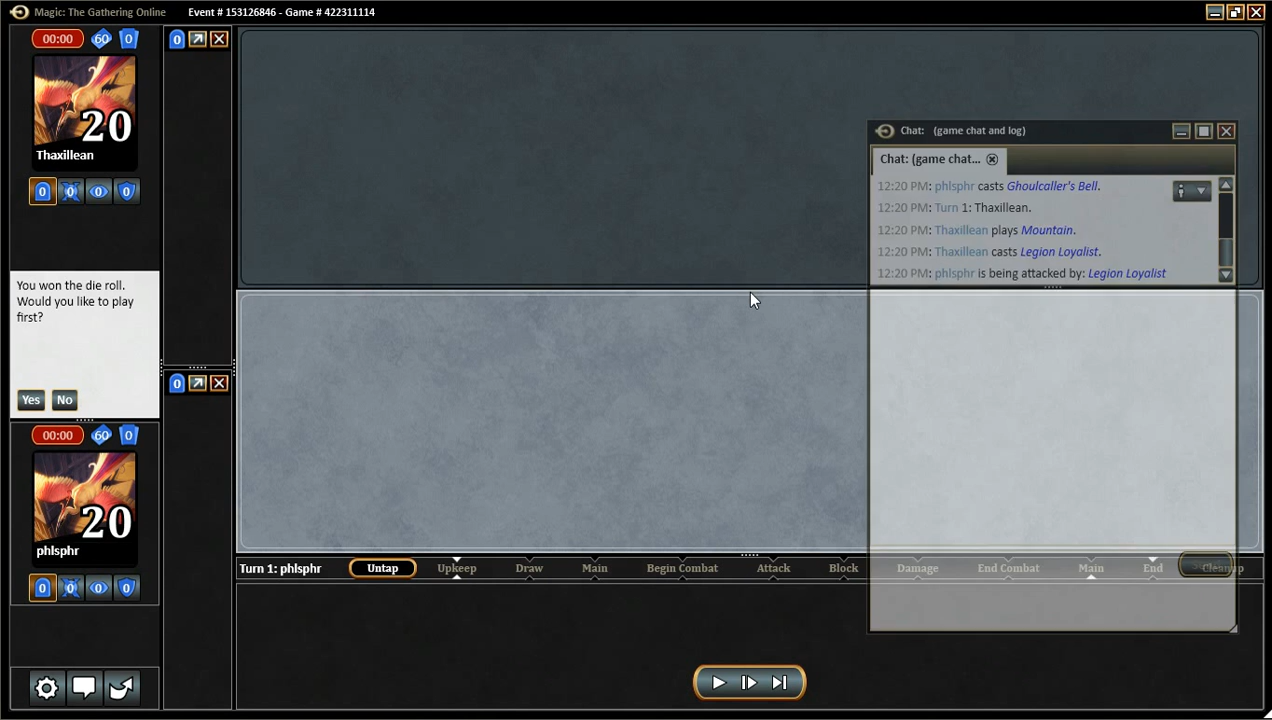 Magic: The Gathering Online Event # 153126846 - Game # 422311114
00:00 60 0
20
Thaxillean
0 0 0 0
0
Chat: (game chat and log)
Chat: (game chat...
12:20 PM: phlsphr casts Ghoulcaller's Bell.
12:20 PM: Turn 1: Thaxillean.
12:20 PM: Thaxillean plays Mountain.
12:20 PM: Thaxillean casts Legion Loyalist.
12:20 PM: phlsphr is being attacked by: Legion Loyalist
You won the die roll.
Would you like to play
first?
Yes No
0
00:00 60 0
20
phlsphr
0 0 0 0
Turn 1: phlsphr Untap Upkeep Draw Main Begin Combat Attack Block Damage End Combat Main End Cleanup